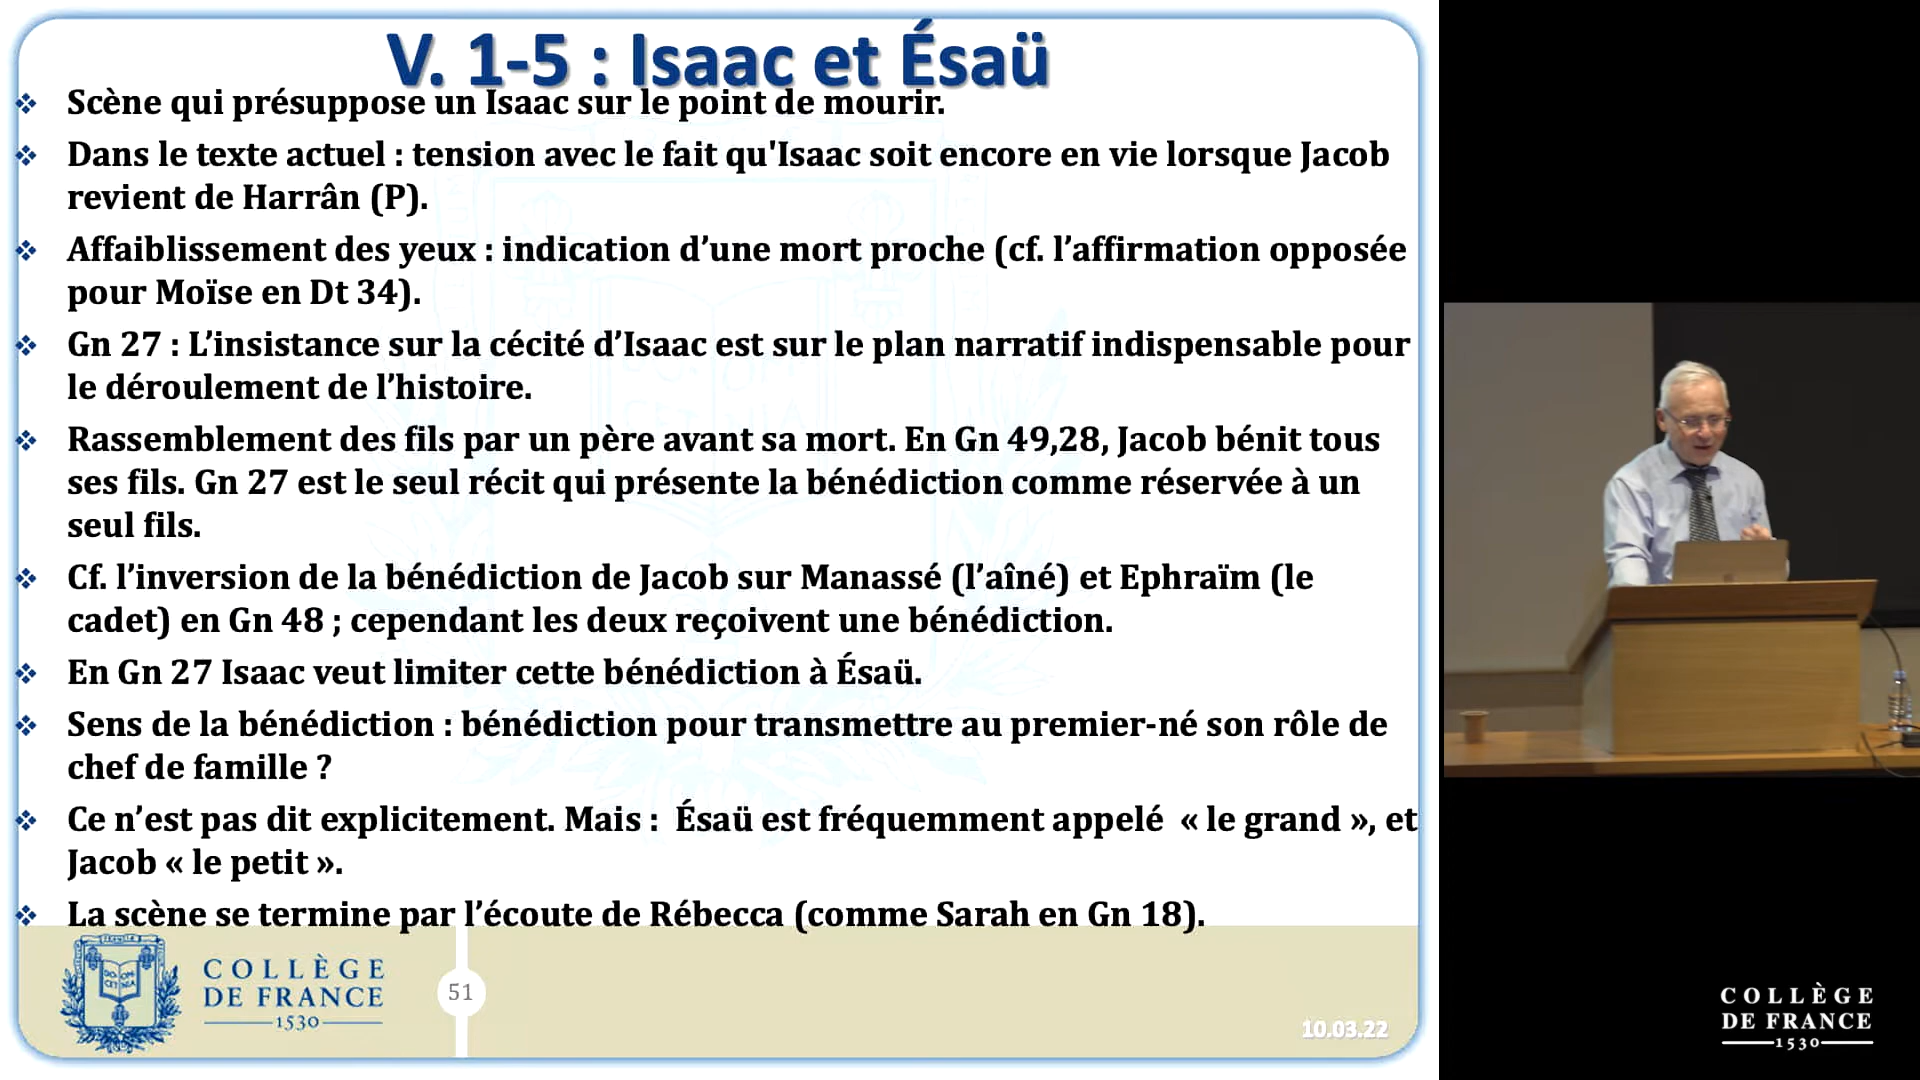 V. 1-5 : Isaac et Ésaü
Scène qui présuppose un Isaac sur le point de mourir.
Dans le texte actuel : tension avec le fait qu'Isaac soit encore en vie lorsque Jacob
revient de Harrân (P).
Affaiblissement des yeux : indication d’une mort proche (cf. l’affirmation opposée
pour Moïse en Dt 34).
Gn 27 : L’insistance sur la cécité d’Isaac est sur le plan narratif indispensable pour
le déroulement de l’histoire.
Rassemblement des fils par un père avant sa mort. En Gn 49,28, Jacob bénit tous
ses fils. Gn 27 est le seul récit qui présente la bénédiction comme réservée à un
seul fils.
Cf. l’inversion de la bénédiction de Jacob sur Manassé (l’aîné) et Ephraïm (le
cadet) en Gn 48 ; cependant les deux reçoivent une bénédiction.
En Gn 27 Isaac veut limiter cette bénédiction à Ésaü.
Sens de la bénédiction : bénédiction pour transmettre au premier-né son rôle de
chef de famille ?
Ce n’est pas dit explicitement. Mais : Ésaü est fréquemment appelé « le grand », et
Jacob « le petit ».
La scène se termine par l’écoute de Rébecca (comme Sarah en Gn 18).
COLLÈGE
DE FRANCE
1530
51
10.03.22
COLLÈGE
DE FRANCE
1530